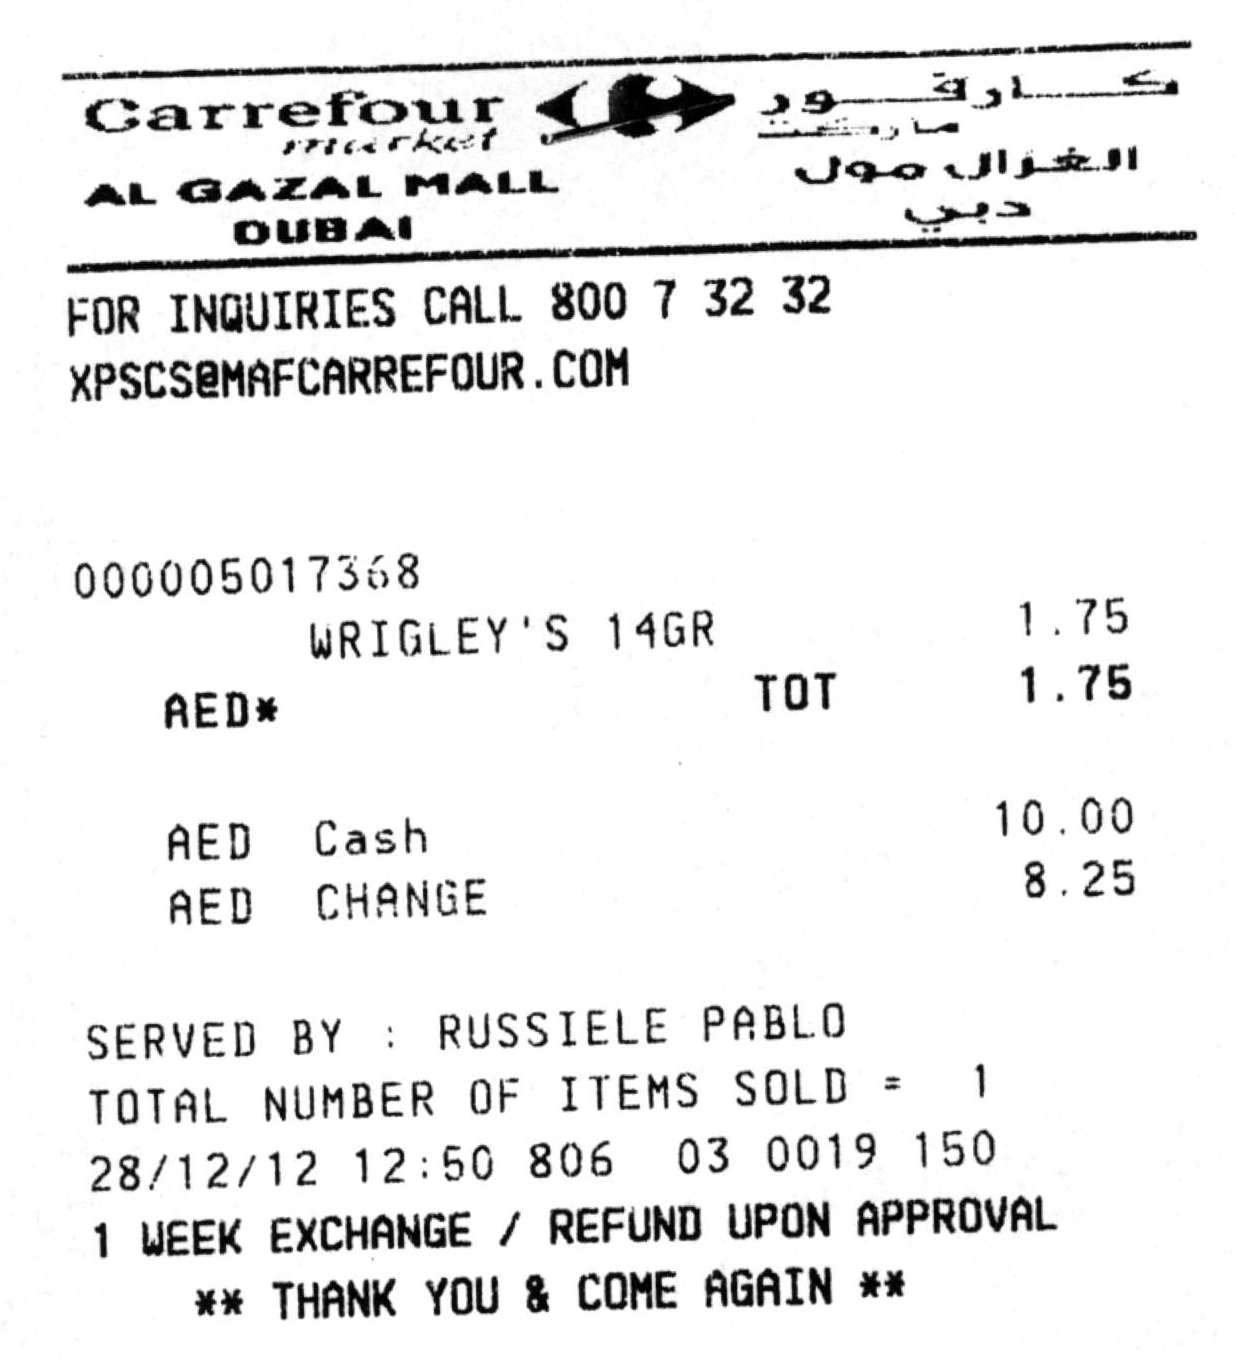 Carrefour كارفور
market ماركت
AL GAZAL MALL الغزال مول
DUBAI دبي
FOR INQUIRIES CALL 800 7 32 32
XPSCS@MAFCARREFOUR.COM
000005017368
WRIGLEY'S 14GR 1.75
AED* TOT 1.75
AED Cash 10.00
AED CHANGE 8.25
SERVED BY : RUSSIELE PABLO
TOTAL NUMBER OF ITEMS SOLD = 1
28/12/12 12:50 806 03 0019 150
1 WEEK EXCHANGE / REFUND UPON APPROVAL
** THANK YOU & COME AGAIN **